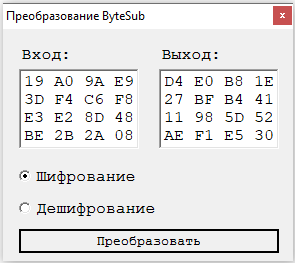 Преобразование ByteSub
x
Вход: Выход:
19 A0 9A E9 D4 E0 B8 1E
3D F4 C6 F8 27 BF B4 41
E3 E2 8D 48 11 98 5D 52
BE 2B 2A 08 AE F1 E5 30
Шифрование
Дешифрование
Преобразовать